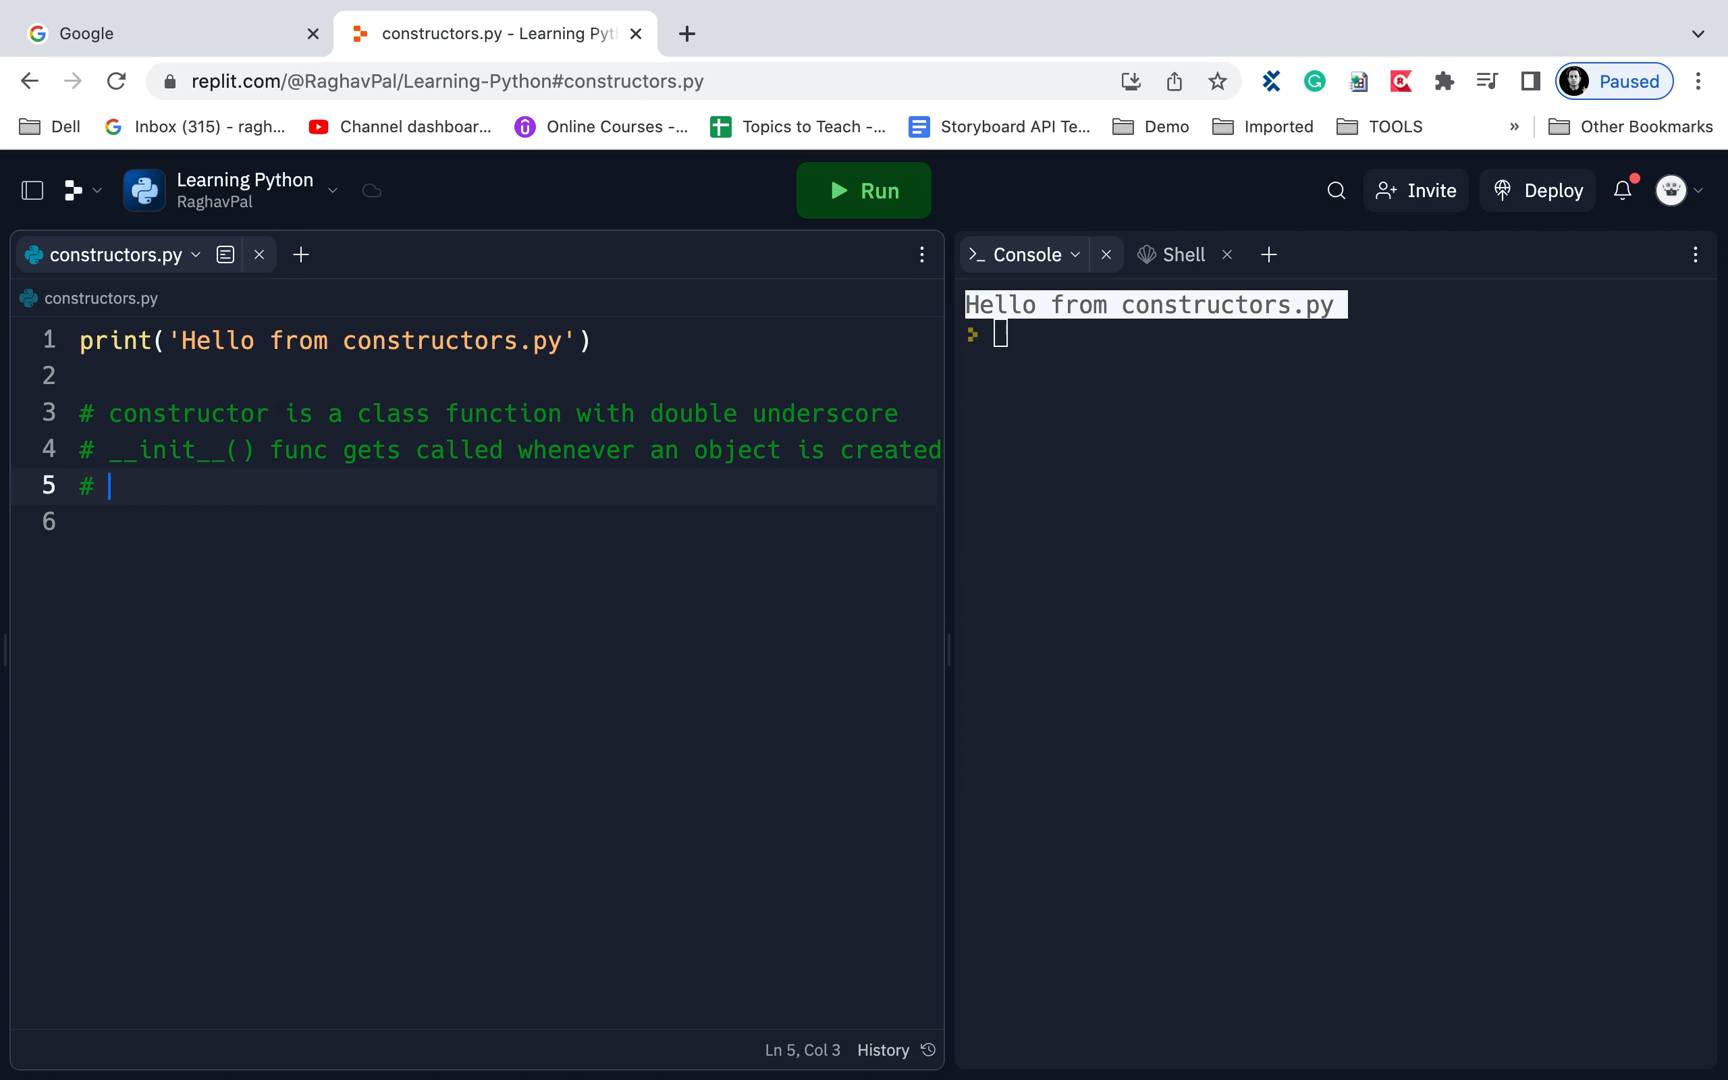 Google
constructors.py - Learning Pyt
replit.com/@RaghavPal/Learning-Python#constructors.py
Paused
Dell
Inbox (315) - ragh...
Channel dashboar...
Online Courses -...
Topics to Teach -...
Storyboard API Te...
Demo
Imported
TOOLS
»
Other Bookmarks
Learning Python
RaghavPal
Run
Invite
Deploy
constructors.py
Console
Shell
constructors.py
1 print('Hello from constructors.py')
2
3 # constructor is a class function with double underscore
4 # __init__() func gets called whenever an object is created
5 #
6
Hello from constructors.py
Ln 5, Col 3
History